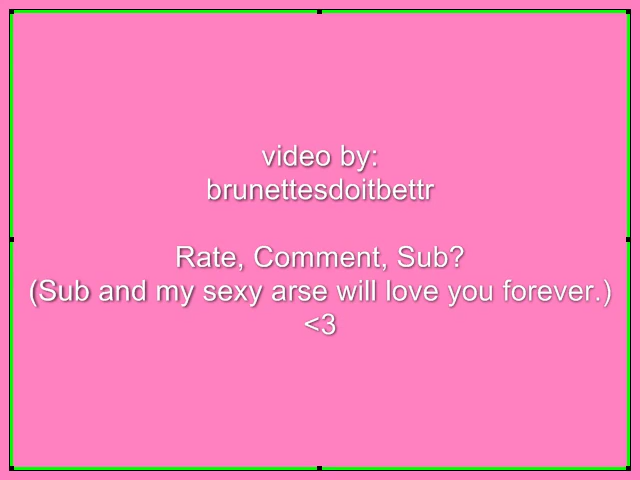 video by:
brunettesdoitbettr
Rate, Comment, Sub?
(Sub and my sexy arse will love you forever.)
<3